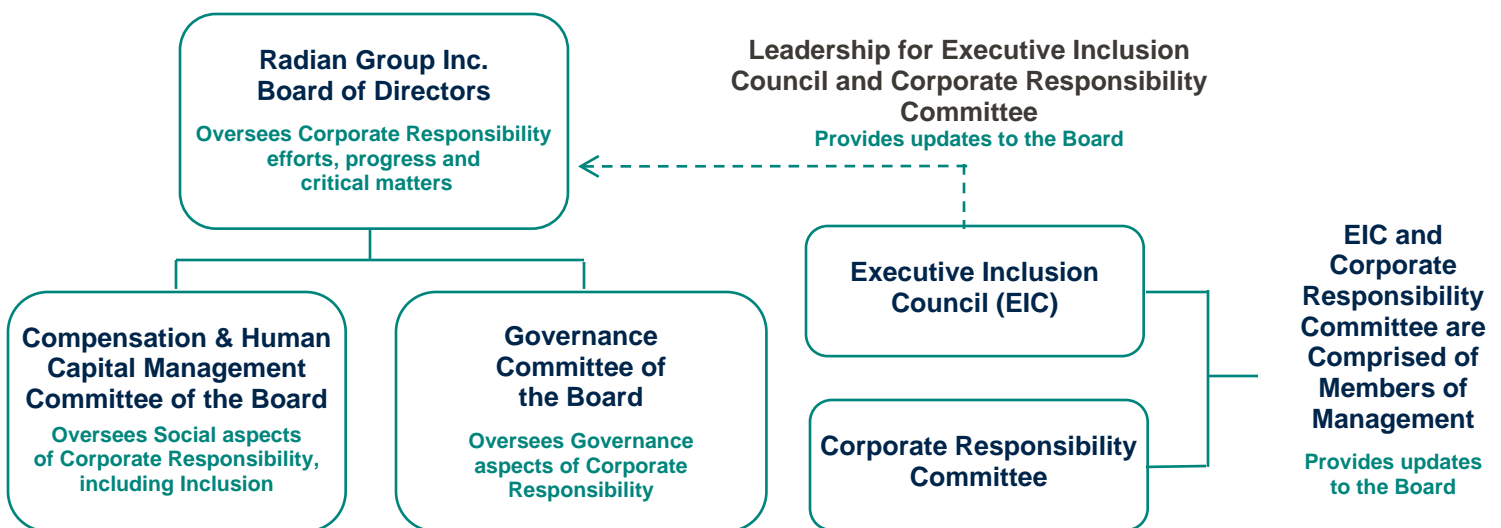 Radian Group Inc.
Board of Directors
Oversees Corporate Responsibility
efforts, progress and
critical matters
Leadership for Executive Inclusion
Council and Corporate Responsibility
Committee
Provides updates to the Board
Compensation & Human
Capital Management
Committee of the Board
Oversees Social aspects
of Corporate Responsibility,
including Inclusion
Governance
Committee of
the Board
Oversees Governance
aspects of Corporate
Responsibility
Executive Inclusion
Council (EIC)
Corporate Responsibility
Committee
EIC and
Corporate
Responsibility
Committee are
Comprised of
Members of
Management
Provides updates
to the Board